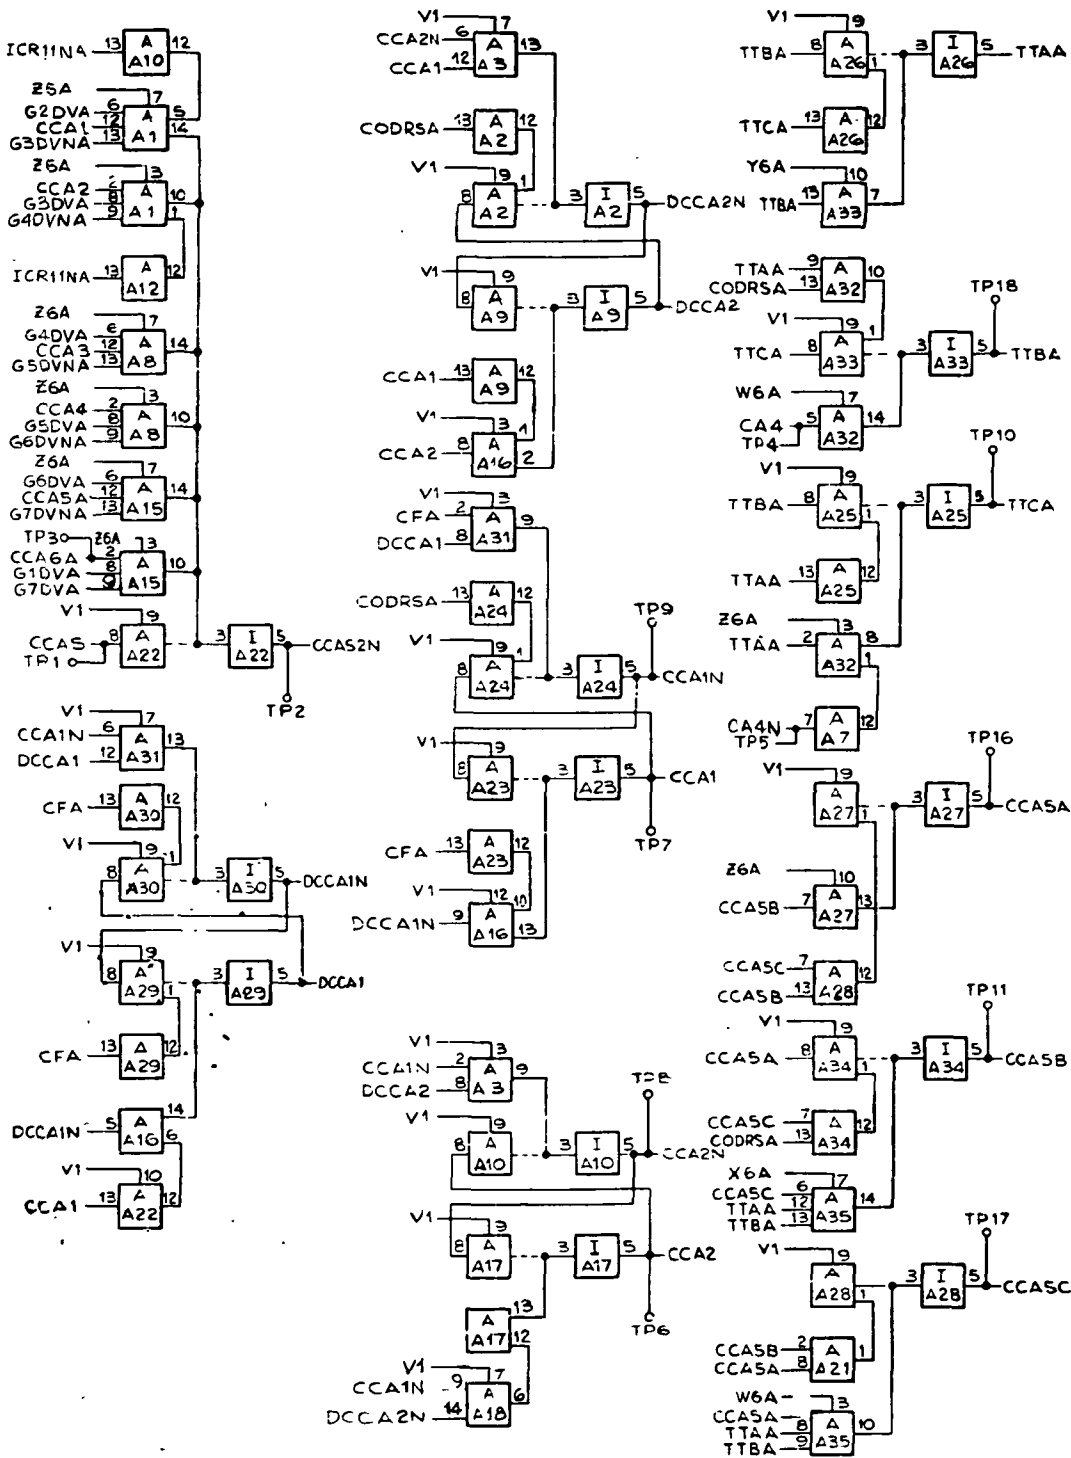 ICR11NA 13 A A10 12
Z5A 7
G2DVA 6 A A1 5
CCA1 12 14
G3DVNA 13
Z6A 3
CCA2 2 A A1 10
G3DVA 8 1
G4DVNA 9
ICR11NA 13 A A12 12
Z6A 7
G4DVA 6 A A8 14
CCA3 12
G5DVNA 13
Z6A 3
CCA4 2 A A8 10
G5DVA 8
G6DVNA 9
Z6A 7
G6DVA 6 A A15 14
CCA5A 12
G7DVNA 13
TP3 Z6A 3
CCA6A 2 A A15 10
G1DVA 8
G7DVA 9
V1 9
CCAS 8 A A22 3 I A22 5 CCAS2N
TP1
TP2
V1 7
CCA1N 6 A A31 13
DCCA1 12
CFA 13 A A30 12
V1 9
8 A A30 1 3 I A30 5 DCCA1N
V1 9
8 A A29 1 3 I A29 5 DCCA1
CFA 13 A A29 12
DCCA1N 5 A A16 14
6
V1 10
CCA1 13 A A22 12
V1 7
CCA2N 6 A A3 13
CCA1 12
CODRSA 13 A A2 12
V1 9
8 A A2 1 3 I A2 5 DCCA2N
V1 9
8 A A9 3 I A9 5 DCCA2
CCA1 13 A A9 12
V1 3
CCA2 8 A A16 1
2
V1 3
CFA 2 A A31 9
DCCA1 8
CODRSA 13 A A24 12
TP9
V1 9
8 A A24 1 3 I A24 5 CCA1N
V1 9
8 A A23 3 I A23 5 CCA1
TP7
CFA 13 A A23 12
V1 12
DCCA1N 9 A A16 10
13
V1 3
CCA1N 2 A A3 9
DCCA2 8
TP8
V1 9
8 A A10 3 I A10 5 CCA2N
V1 9
8 A A17 3 I A17 5 CCA2
TP6
A A17 13
12
V1 7
CCA1N 9 A A18 6
DCCA2N 14
V1 9
TTBA 8 A A26 1 3 I A26 5 TTAA
TTCA 13 A A26 12
Y6A 10
TTBA 13 A A33 7
TTAA 9 A A32 10
CODRSA 13
TP18
V1 9
TTCA 8 A A33 1 3 I A33 5 TTBA
W6A 7
CA4 5 A A32 14
TP4
TP10
V1 9
TTBA 8 A A25 1 3 I A25 5 TTCA
TTAA 13 A A25 12
Z6A 3
TTAA 2 A A32 8
1
CA4N 7 A A7 12
TP5
TP16
V1 9
A A27 1 3 I A27 5 CCA5A
Z6A 10
CCA5B 7 A A27 13
CCA5C 7 A A28 12
CCA5B 13
TP11
V1 9
CCA5A 8 A A34 1 3 I A34 5 CCA5B
CCA5C 7 A A34 12
CODRSA 13
X6A 7
CCA5C 6 A A35 14
TTAA 12
TTBA 13
TP17
V1 9
A A28 1 3 I A28 5 CCA5C
CCA5B 2 A A21 1
CCA5A 8
W6A 3
CCA5A A A35 10
TTAA 8
TTBA 9